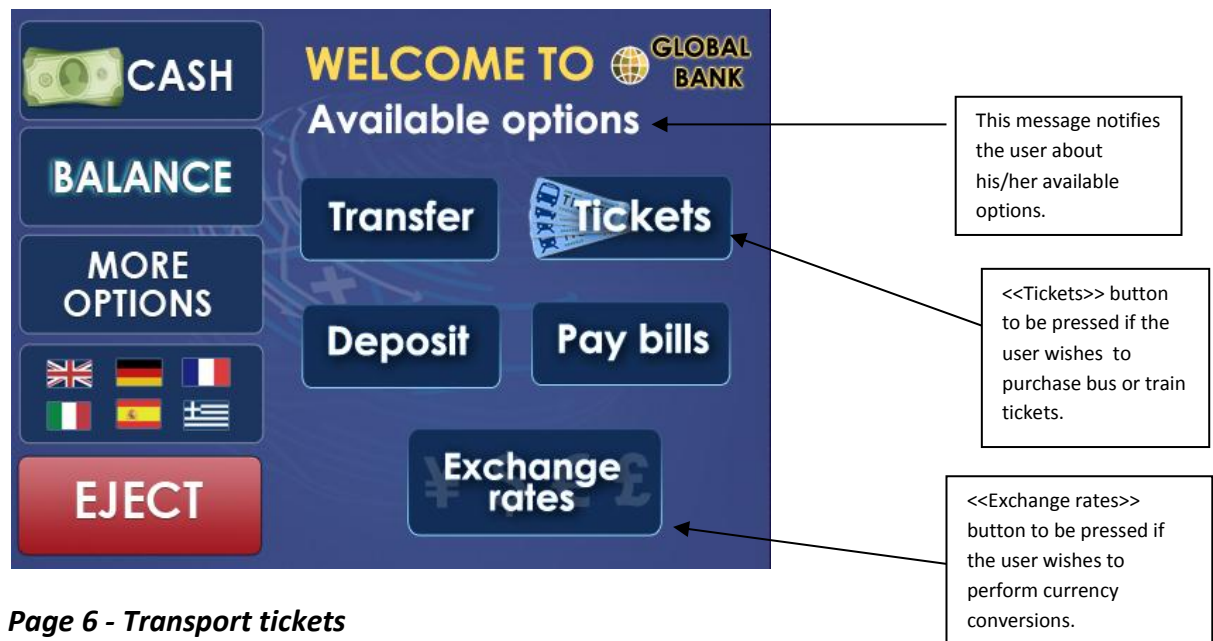 CASH
BALANCE
MORE
OPTIONS
EJECT
WELCOME TO GLOBAL
BANK
Available options
Transfer
Tickets
Deposit
Pay bills
Exchange
rates
This message notifies
the user about
his/her available
options.
<<Tickets>> button
to be pressed if the
user wishes to
purchase bus or train
tickets.
<<Exchange rates>>
button to be pressed if
the user wishes to
perform currency
conversions.
Page 6 - Transport tickets